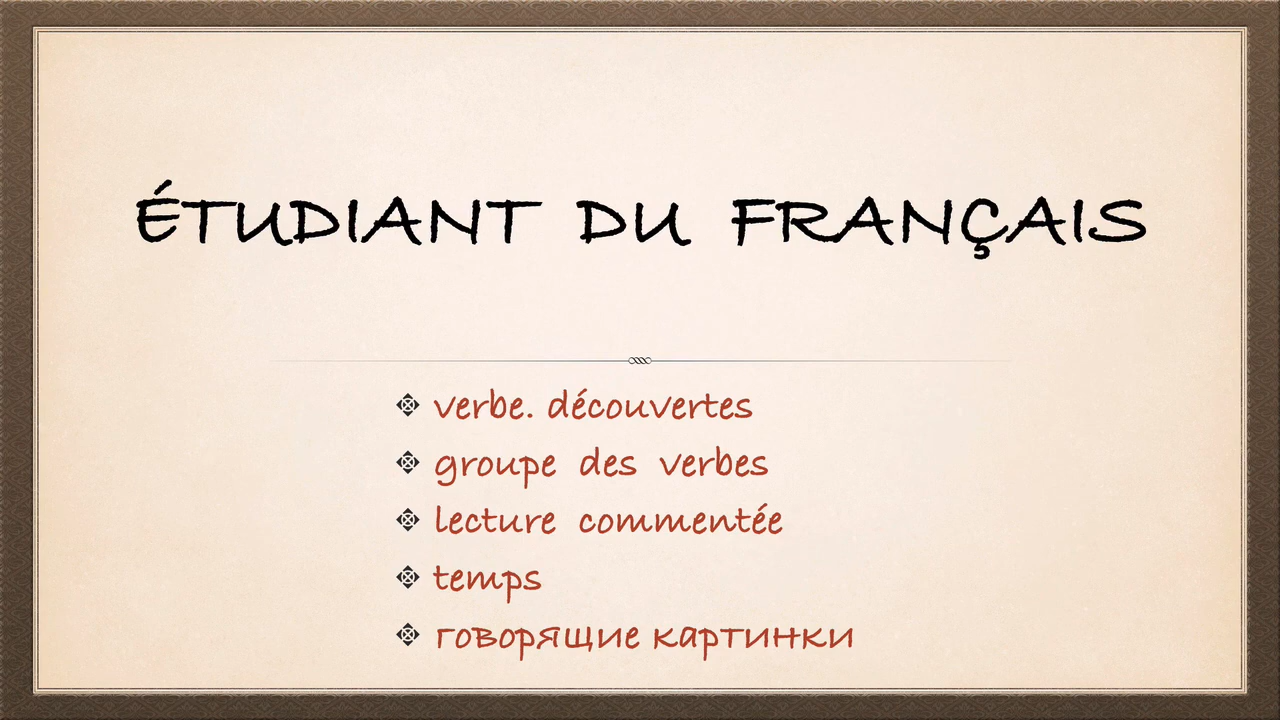 ÉTUDIANT DU FRANÇAIS
verbe. découvertes
groupe des verbes
lecture commentée
temps
говорящие картинки